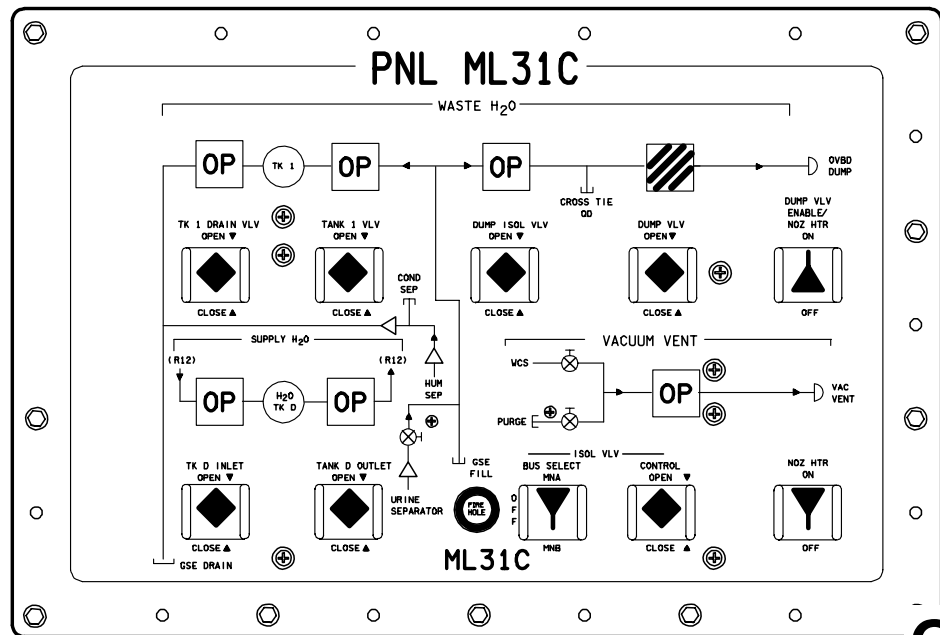 PNL ML31C
WASTE H2O
OP
TK 1
OP
OP
OVBD
DUMP
CROSS TIE
QD
TK 1 DRAIN VLV
OPEN ▼
CLOSE ▲
TANK 1 VLV
OPEN ▼
CLOSE ▲
DUMP ISOL VLV
OPEN ▼
CLOSE ▲
DUMP VLV
OPEN ▼
CLOSE ▲
DUMP VLV
ENABLE/
NOZ HTR
ON
OFF
COND
SEP
HUM
SEP
SUPPLY H2O
(R12)
(R12)
OP
H2O
TK D
OP
VACUUM VENT
WCS
PURGE
OP
VAC
VENT
TK D INLET
OPEN ▼
CLOSE ▲
TANK D OUTLET
OPEN ▼
CLOSE ▲
URINE
SEPARATOR
GSE
FILL
FIRE
HOLE
ISOL VLV
BUS SELECT
MNA
OFF
MNB
CONTROL
OPEN ▼
CLOSE ▲
NOZ HTR
ON
OFF
GSE DRAIN
ML31C